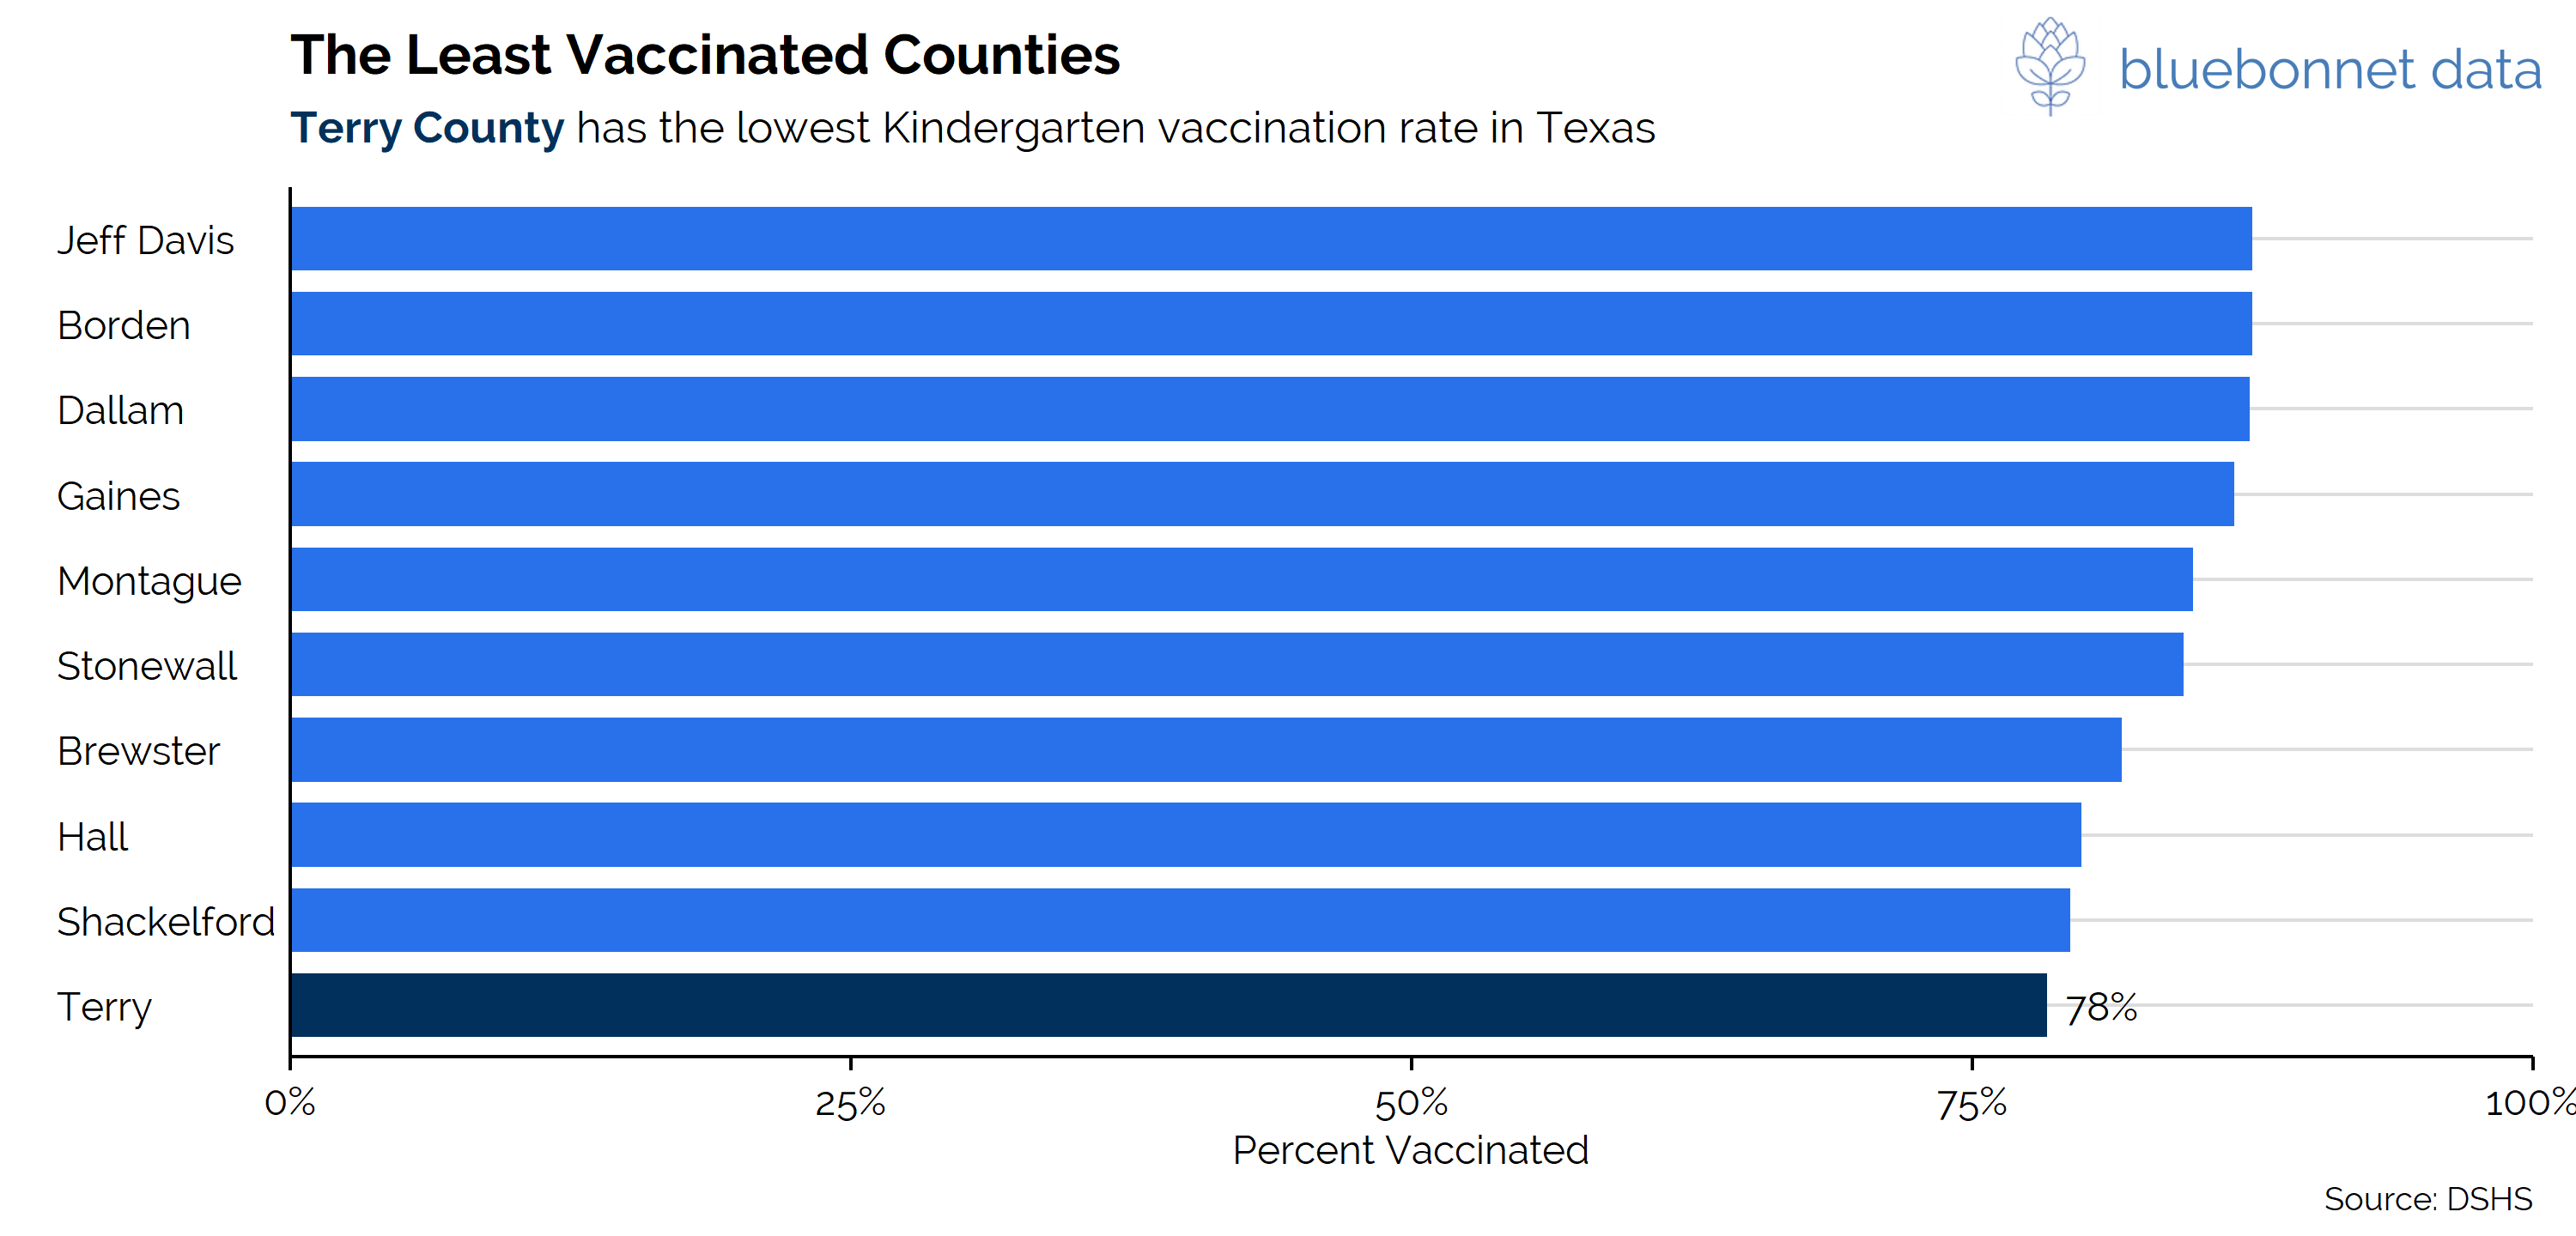 The Least Vaccinated Counties
bluebonnet data
Terry County has the lowest Kindergarten vaccination rate in Texas
Jeff Davis
Borden
Dallam
Gaines
Montague
Stonewall
Brewster
Hall
Shackelford
Terry 78%
0% 25% 50% 75% 100%
Percent Vaccinated
Source: DSHS